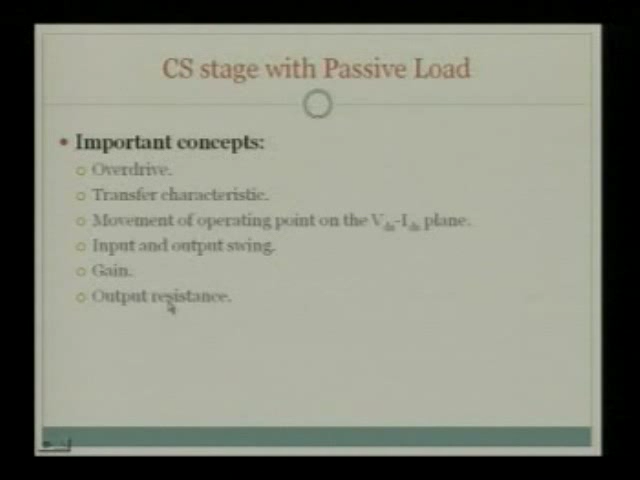 CS stage with Passive Load
• Important concepts:
o Overdrive.
o Transfer characteristic.
o Movement of operating point on the Vds-Ids plane.
o Input and output swing.
o Gain.
o Output resistance.